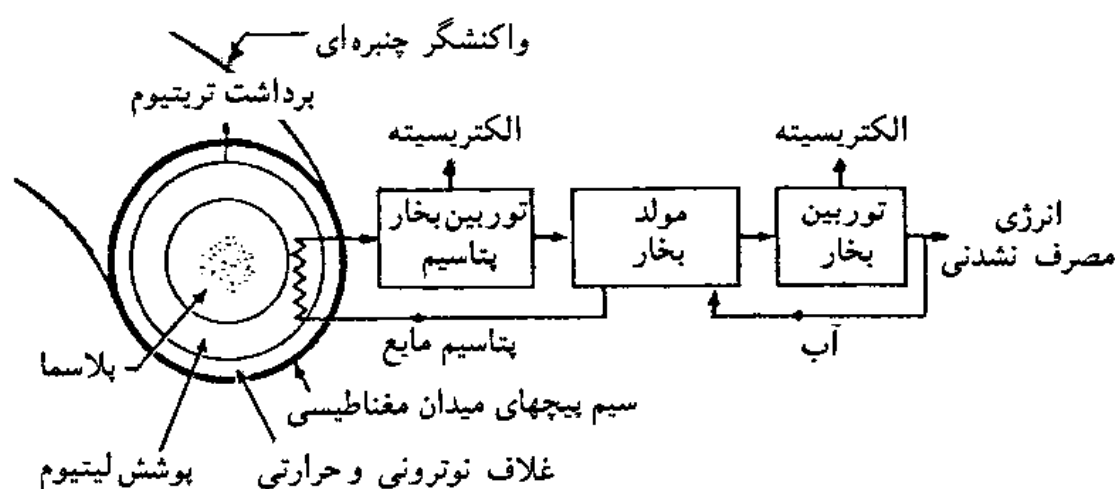 واکنشگر چنبره‌ای
برداشت تریتیوم
الکتریسیته
الکتریسیته
توربین بخار
پتاسیم
مولد
بخار
توربین
بخار
انرژی
مصرف نشدنی
پتاسیم مایع
آب
پلاسما
سیم پیچهای میدان مغناطیسی
پوشش لیتیوم
غلاف نوترونی و حرارتی